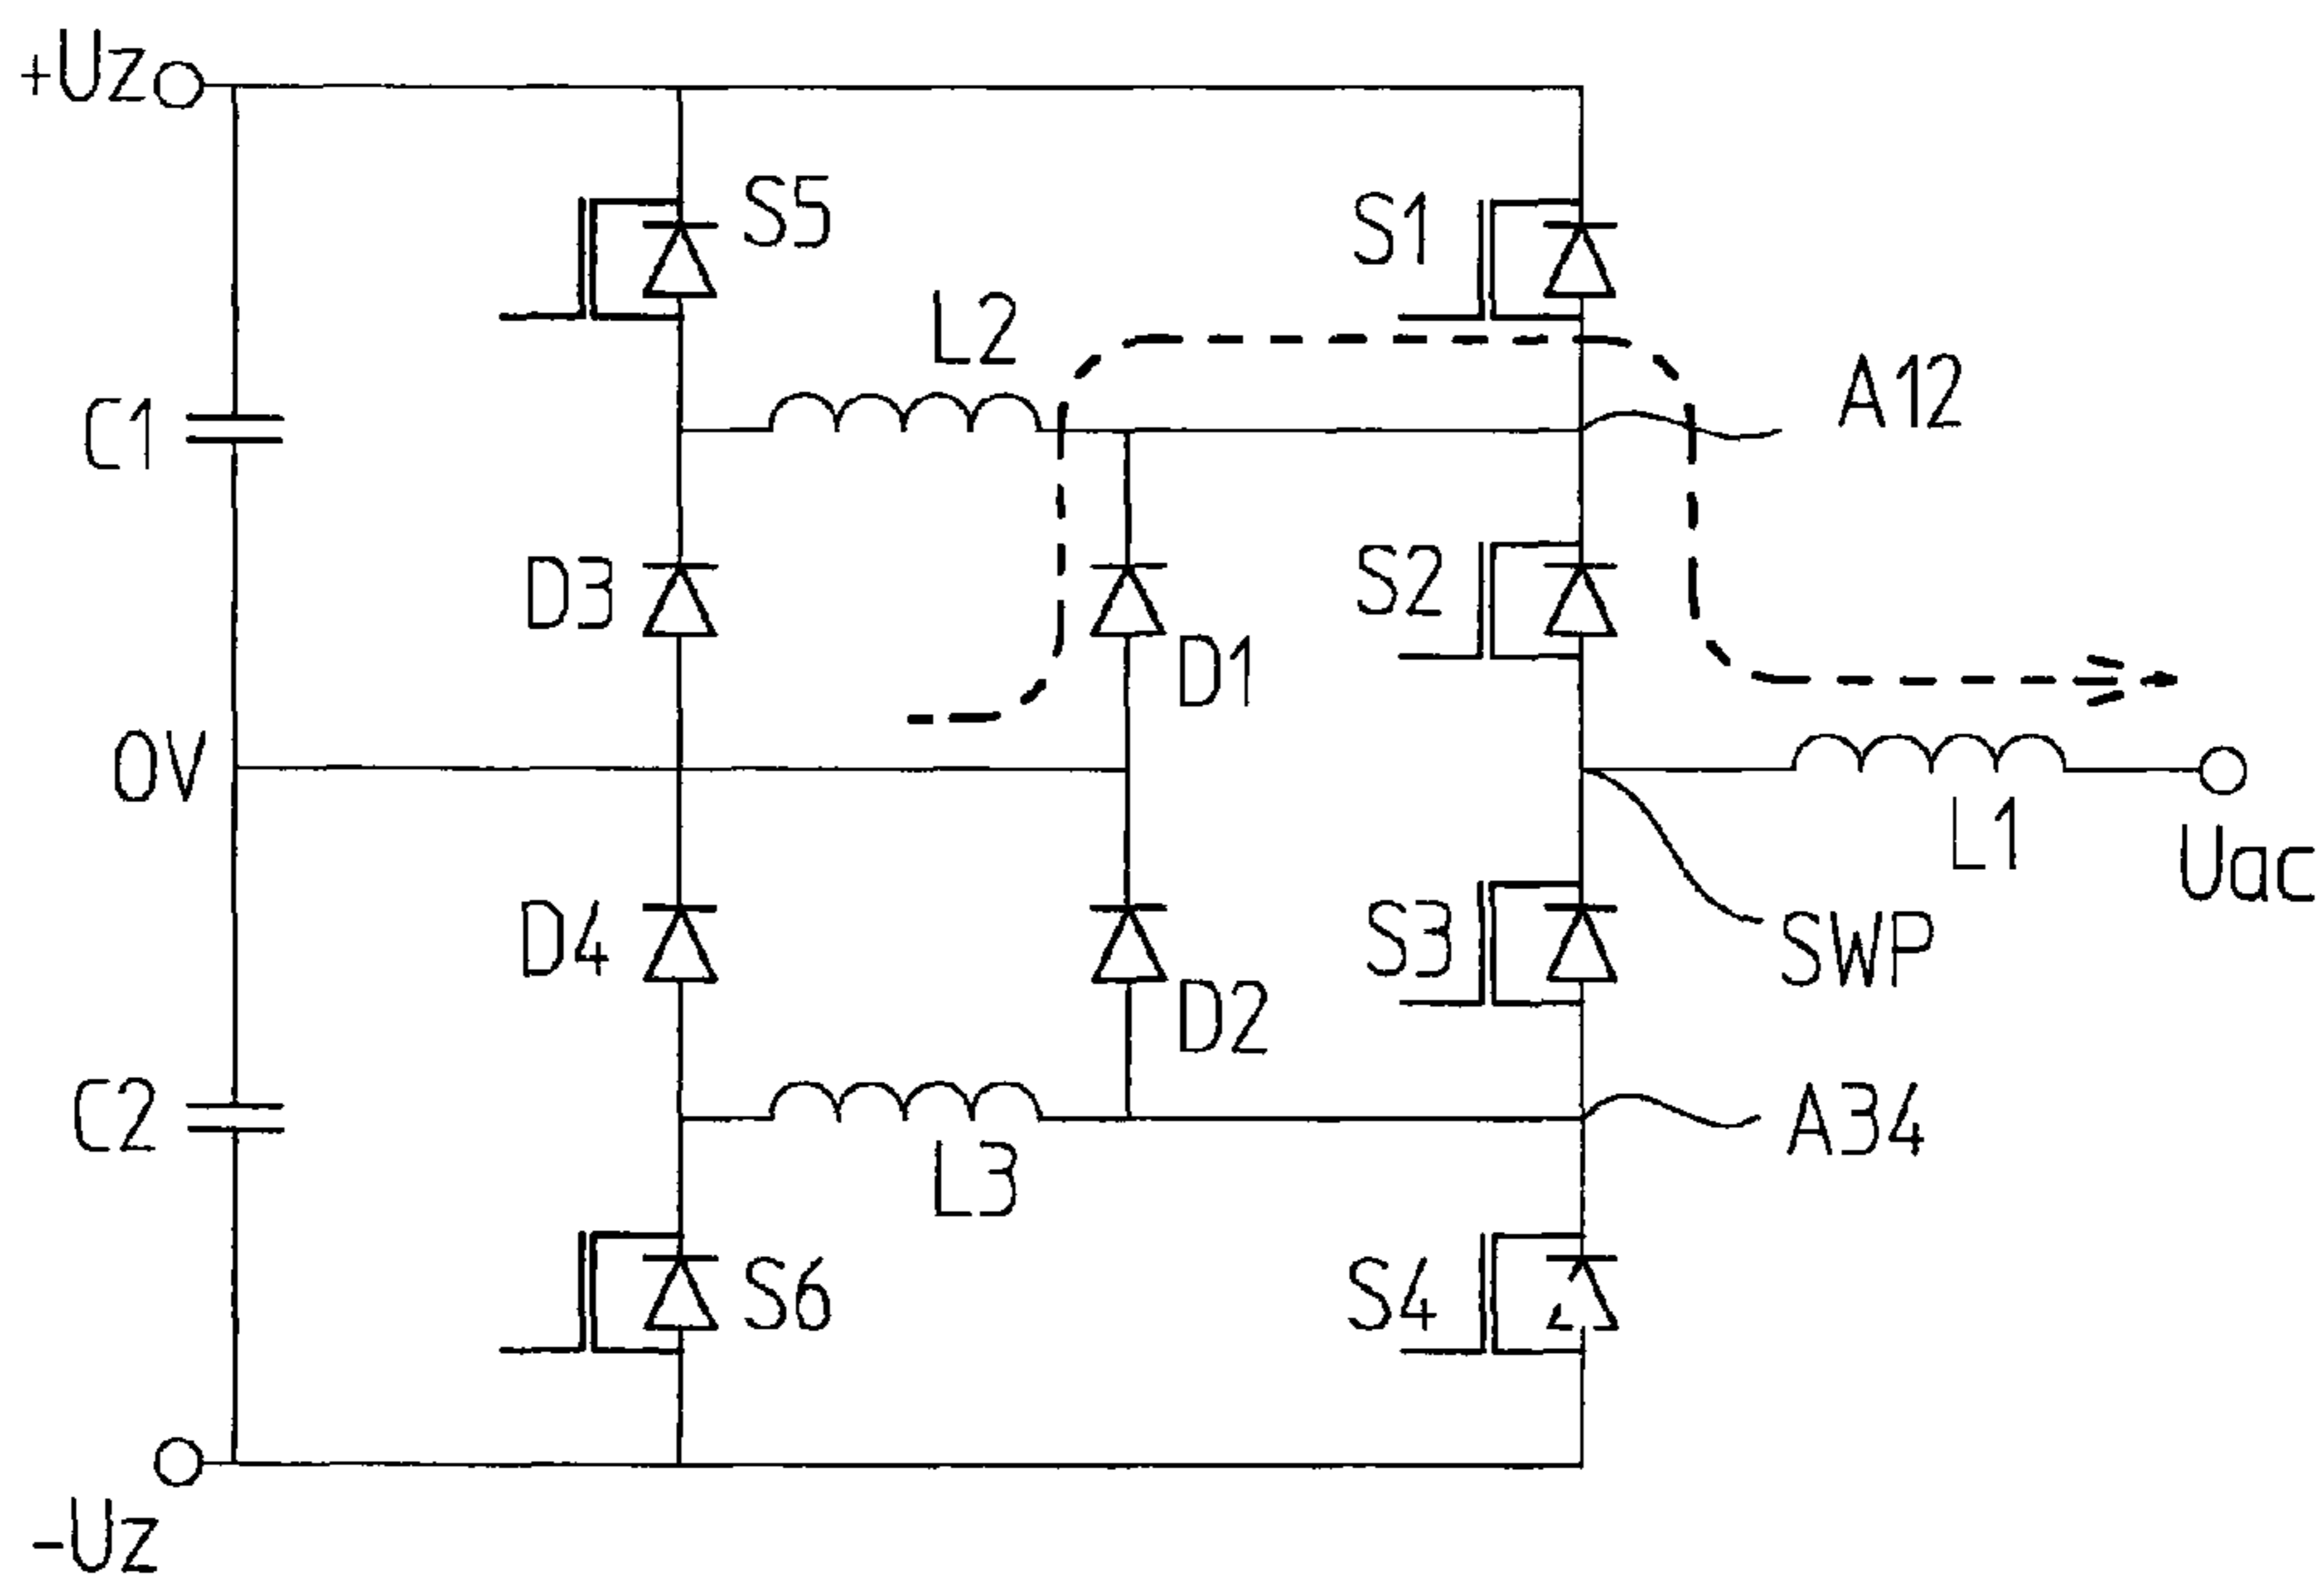 +Uz
S5
S1
L2
A12
C1
D3
S2
D1
0V
L1
Uac
D4
S3
SWP
D2
C2
A34
L3
S6
S4
-Uz